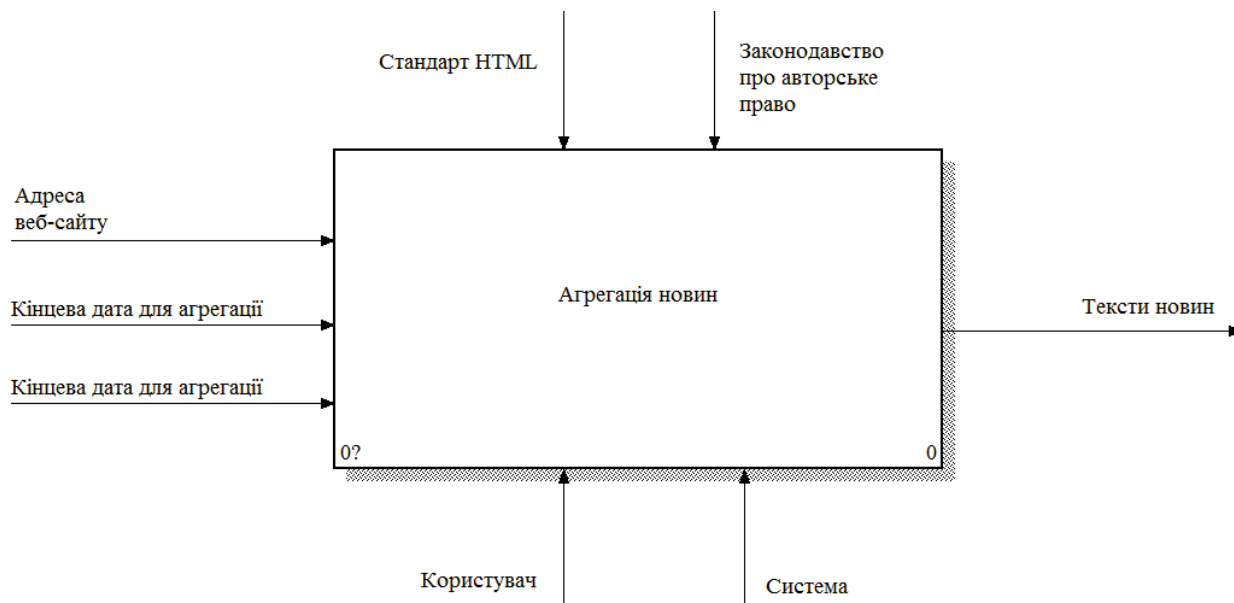 Стандарт HTML
Законодавство
про авторське
право
Адреса
веб-сайту
Агрегація новин
Кінцева дата для агрегації
Тексти новин
Кінцева дата для агрегації
0?
0
Користувач
Система